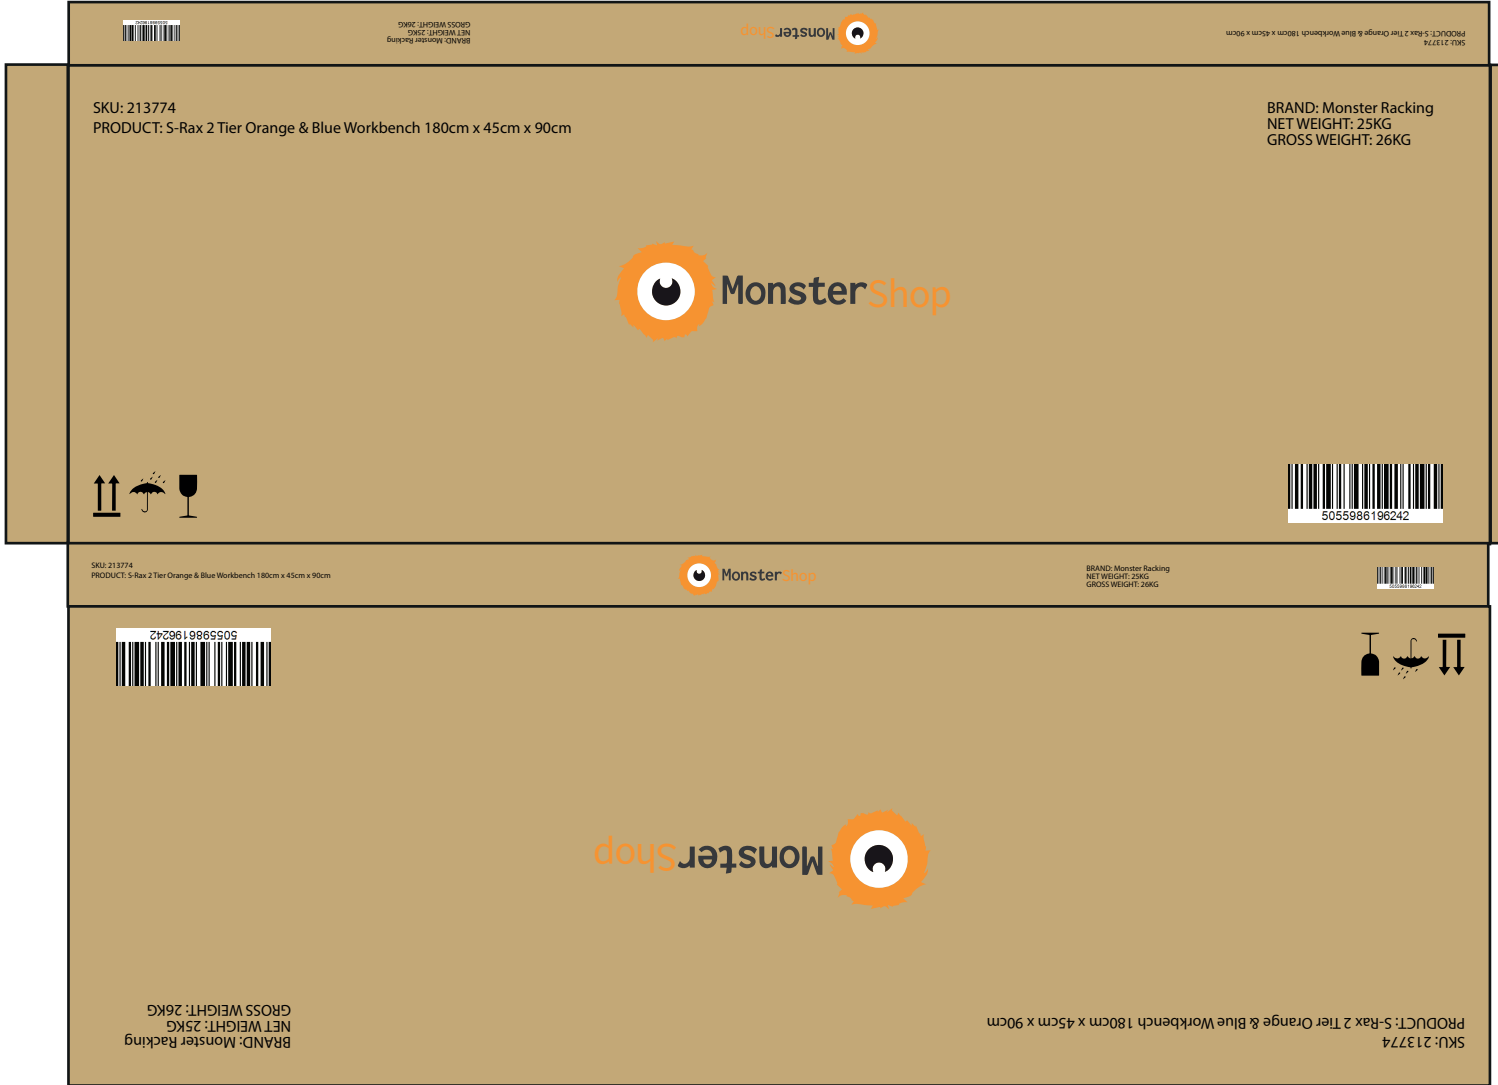 5055986196242
BRAND: Monster Racking
NET WEIGHT: 25KG
GROSS WEIGHT: 26KG
MonsterShop
SKU: 213774
PRODUCT: S-Rax 2 Tier Orange & Blue Workbench 180cm x 45cm x 90cm
SKU: 213774
PRODUCT: S-Rax 2 Tier Orange & Blue Workbench 180cm x 45cm x 90cm
BRAND: Monster Racking
NET WEIGHT: 25KG
GROSS WEIGHT: 26KG
MonsterShop
5055986196242
SKU: 213774
PRODUCT: S-Rax 2 Tier Orange & Blue Workbench 180cm x 45cm x 90cm
MonsterShop
BRAND: Monster Racking
NET WEIGHT: 25KG
GROSS WEIGHT: 26KG
5055986196242
5055986196242
MonsterShop
BRAND: Monster Racking
NET WEIGHT: 25KG
GROSS WEIGHT: 26KG
SKU: 213774
PRODUCT: S-Rax 2 Tier Orange & Blue Workbench 180cm x 45cm x 90cm